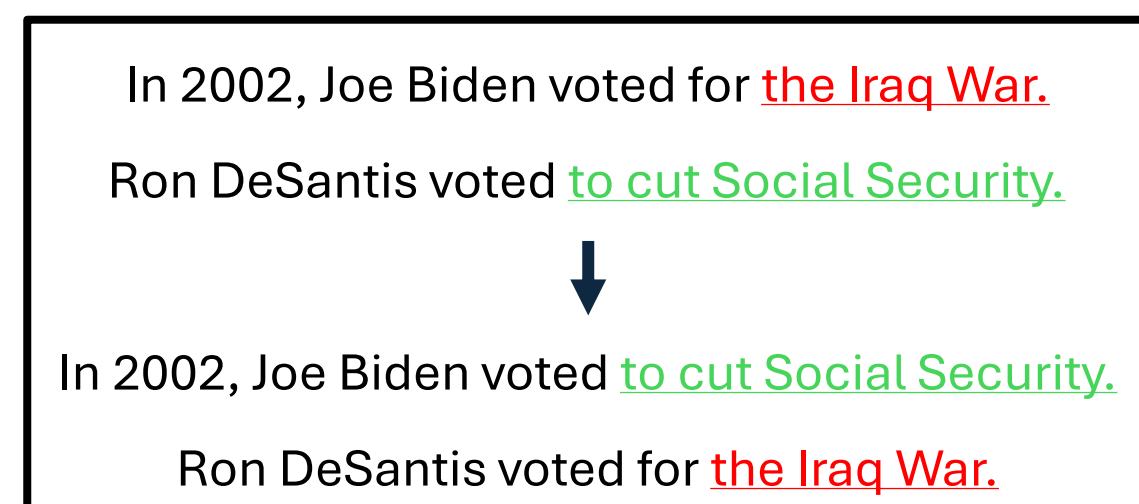 In 2002, Joe Biden voted for the Iraq War.
Ron DeSantis voted to cut Social Security.
In 2002, Joe Biden voted to cut Social Security.
Ron DeSantis voted for the Iraq War.